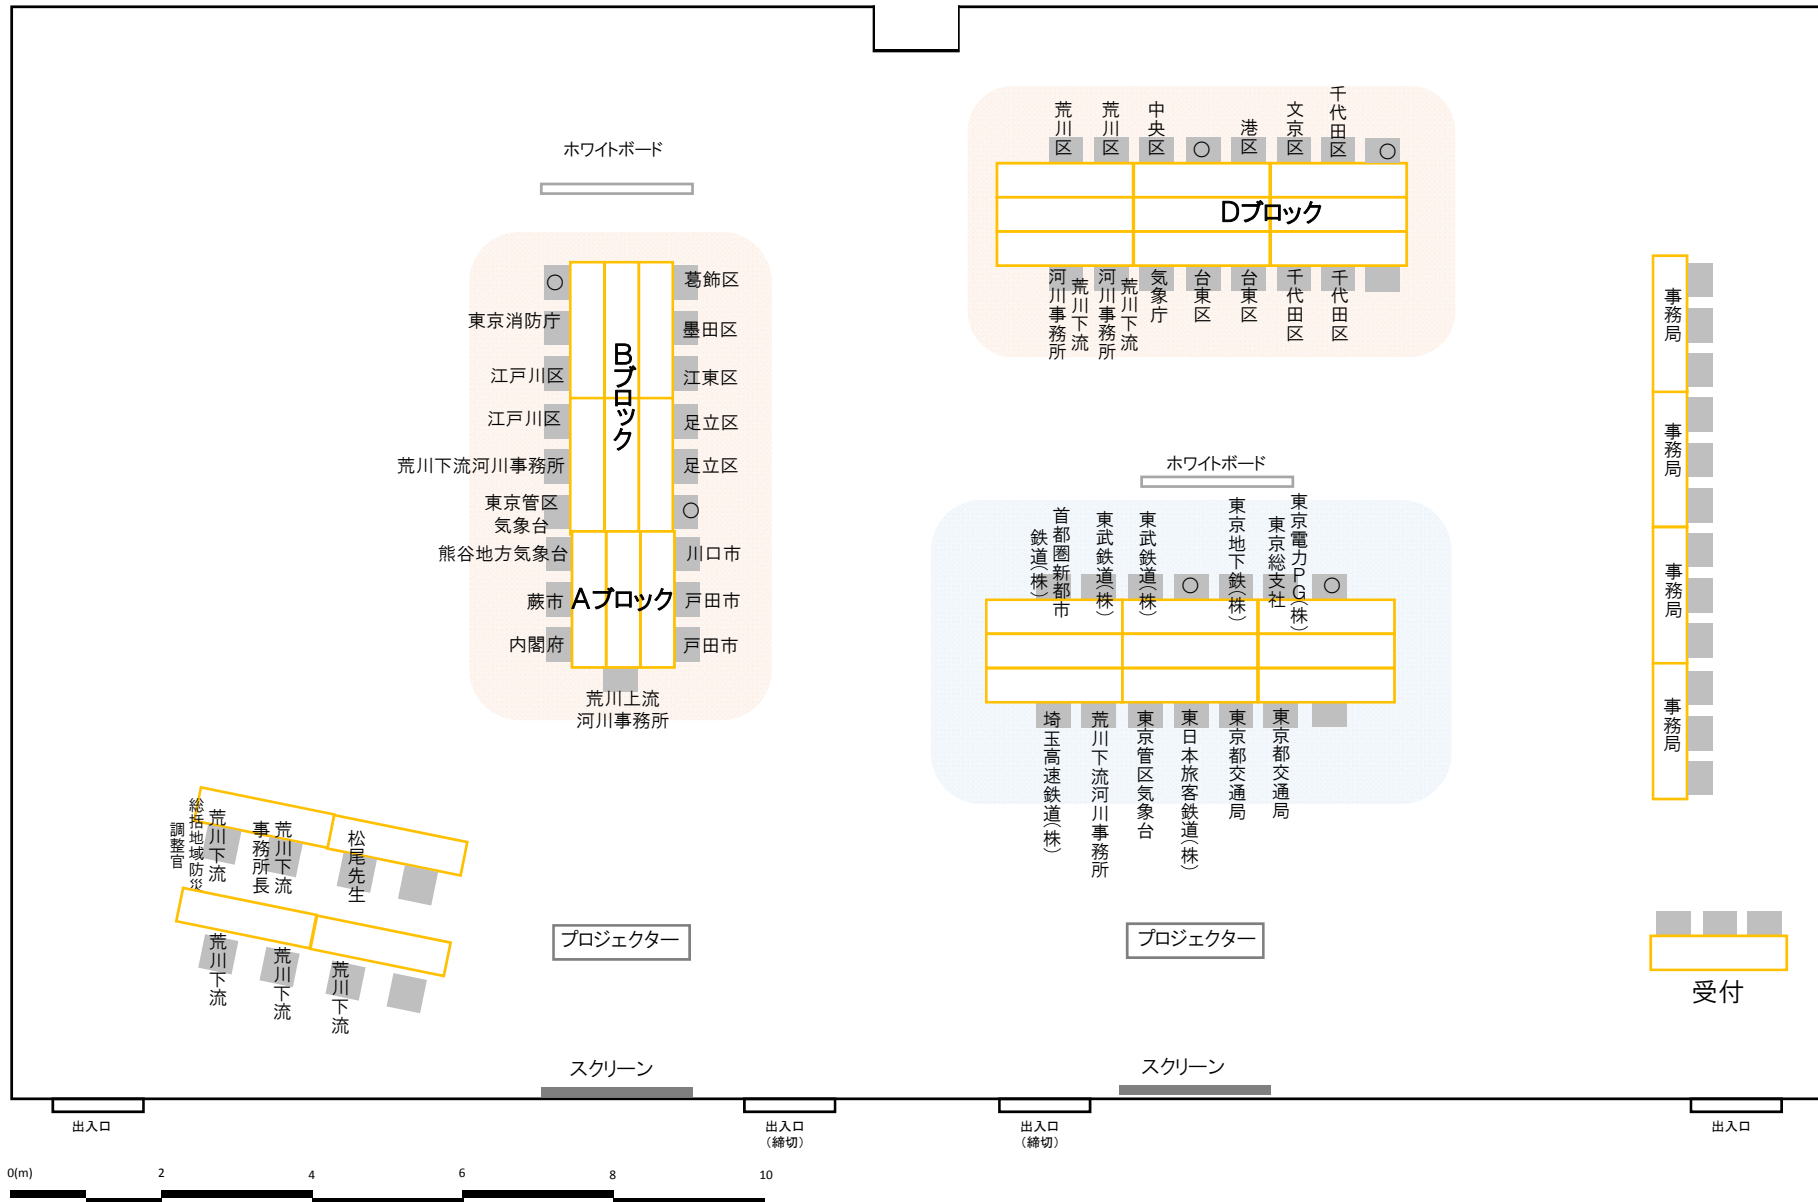 ホワイトボード
○
東京消防庁
江戸川区
江戸川区
荒川下流河川事務所
東京管区
気象台
熊谷地方気象台
蕨市
内閣府
Bブロック
Aブロック
葛飾区
墨田区
江東区
足立区
足立区
○
川口市
戸田市
戸田市
荒川上流
河川事務所
荒川区
荒川区
中央区
○
港区
文京区
千代田区
○
Dブロック
荒川下流
河川事務所
荒川下流
河川事務所
気象庁
台東区
台東区
千代田区
千代田区
ホワイトボード
首都圏新都市
鉄道(株)
東武鉄道(株)
東武鉄道(株)
○
東京地下鉄(株)
東京電力PG(株)
東京総支社
○
埼玉高速鉄道(株)
荒川下流河川事務所
東京管区気象台
東日本旅客鉄道(株)
東京都交通局
東京都交通局
事務局
事務局
事務局
事務局
荒川下流
総括地域防災
調整官
荒川下流
事務所長
松尾先生
荒川下流
荒川下流
荒川下流
プロジェクター
プロジェクター
受付
スクリーン
スクリーン
出入口
出入口
(締切)
出入口
(締切)
出入口
0(m)
2
4
6
8
10